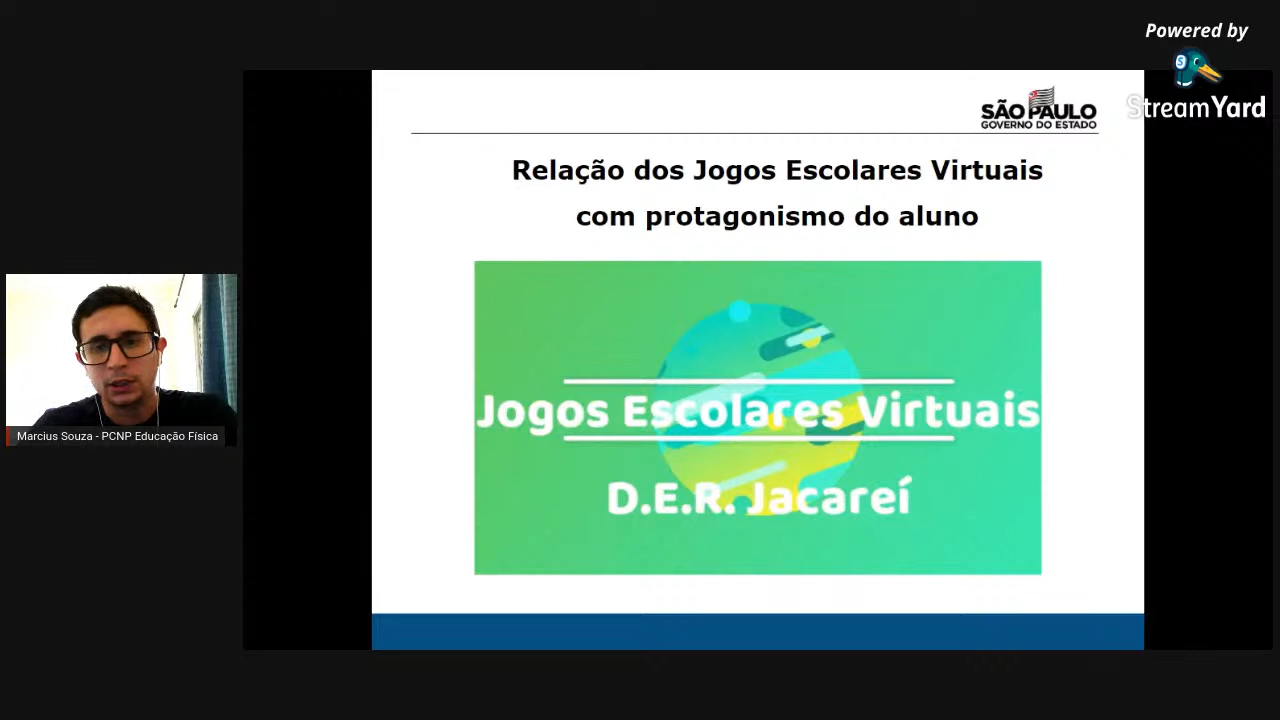 Powered by
StreamYard
SÃO PAULO
GOVERNO DO ESTADO
Relação dos Jogos Escolares Virtuais
com protagonismo do aluno
Jogos Escolares Virtuais
D.E.R. Jacareí
Marcius Souza - PCNP Educação Física